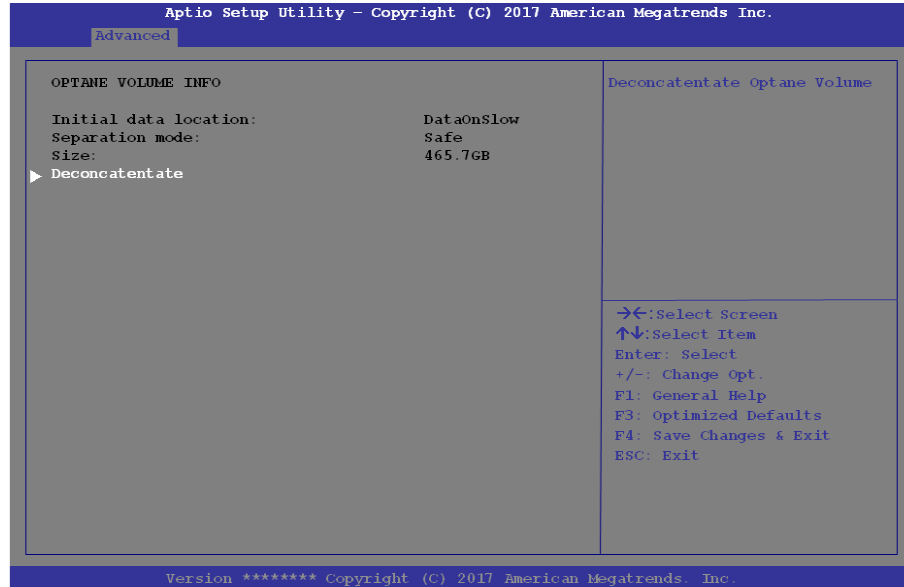 Aptio Setup Utility – Copyright (C) 2017 American Megatrends Inc.
Advanced
OPTANE VOLUME INFO
Initial data location: DataOnSlow
Separation mode: Safe
Size: 465.7GB
▶ Deconcatentate
Deconcatentate Optane Volume
→←:Select Screen
↑↓:Select Item
Enter: Select
+/-: Change Opt.
F1: General Help
F3: Optimized Defaults
F4: Save Changes & Exit
ESC: Exit
Version ******** Copyright (C) 2017 American Megatrends. Inc.